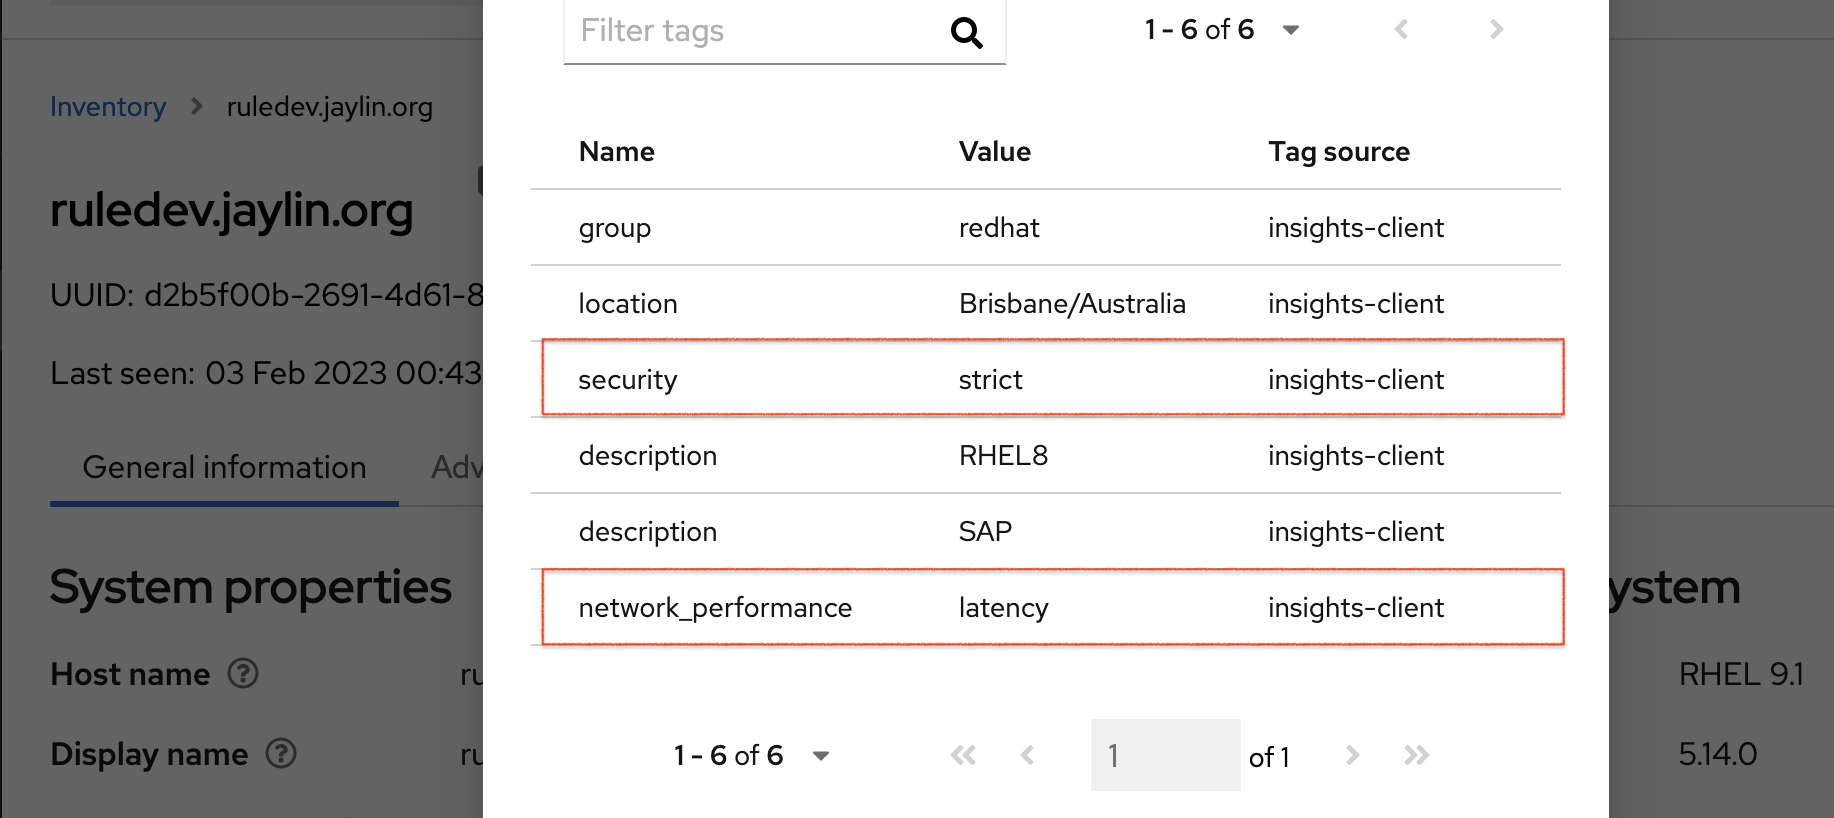 Filter tags
1 - 6 of 6
Inventory > ruledev.jaylin.org
ruledev.jaylin.org
UUID: d2b5f00b-2691-4d61-8
Last seen: 03 Feb 2023 00:43
General information Adv
System properties
Host name ru
Display name ru
Name Value Tag source
group redhat insights-client
location Brisbane/Australia insights-client
security strict insights-client
description RHEL8 insights-client
description SAP insights-client
network_performance latency insights-client
1 - 6 of 6 1 of 1
ystem
RHEL 9.1
5.14.0